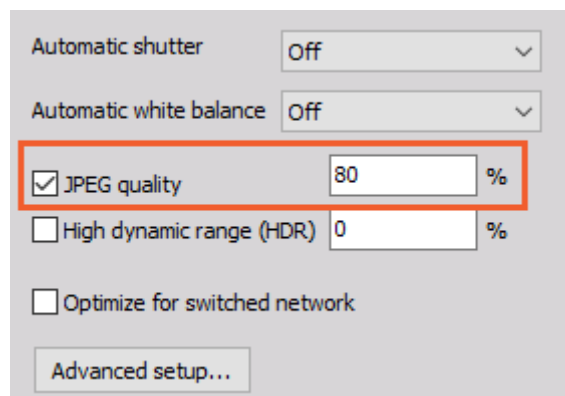 Automatic shutter Off
Automatic white balance Off
JPEG quality 80 %
High dynamic range (HDR) 0 %
Optimize for switched network
Advanced setup...